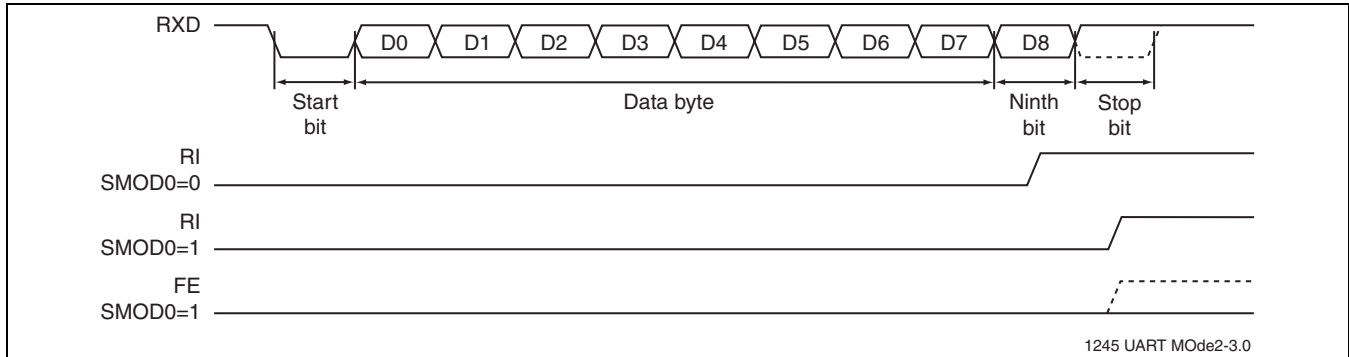 RXD
D0 D1 D2 D3 D4 D5 D6 D7 D8
Start bit
Data byte
Ninth bit
Stop bit
RI
SMOD0=0
RI
SMOD0=1
FE
SMOD0=1
1245 UART MOde2-3.0